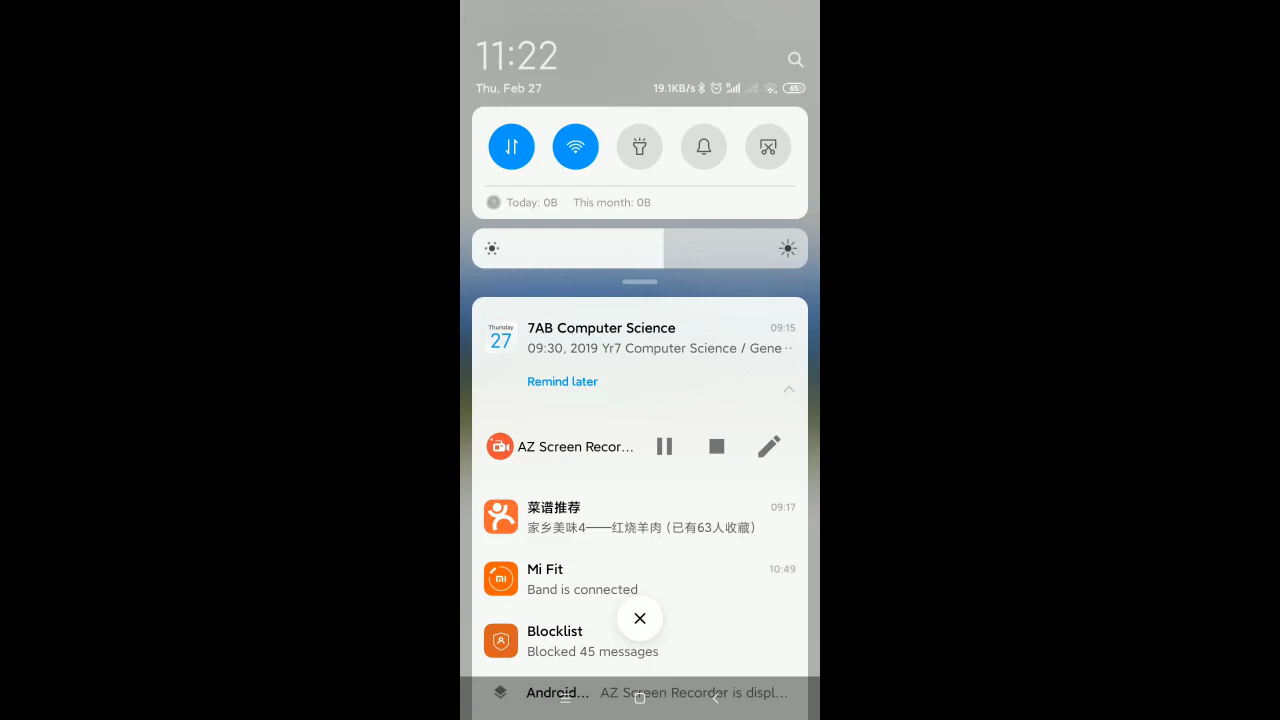 11:22
Thu, Feb 27
19.1KB/s
65
Today: 0B This month: 0B
Thursday
27
7AB Computer Science
09:15
09:30, 2019 Yr7 Computer Science / Gene··
Remind later
AZ Screen Recor...
菜谱推荐
09:17
家乡美味4——红烧羊肉（已有63人收藏）
Mi Fit
10:49
Band is connected
Blocklist
Blocked 45 messages
Android... AZ Screen Recorder is displ...